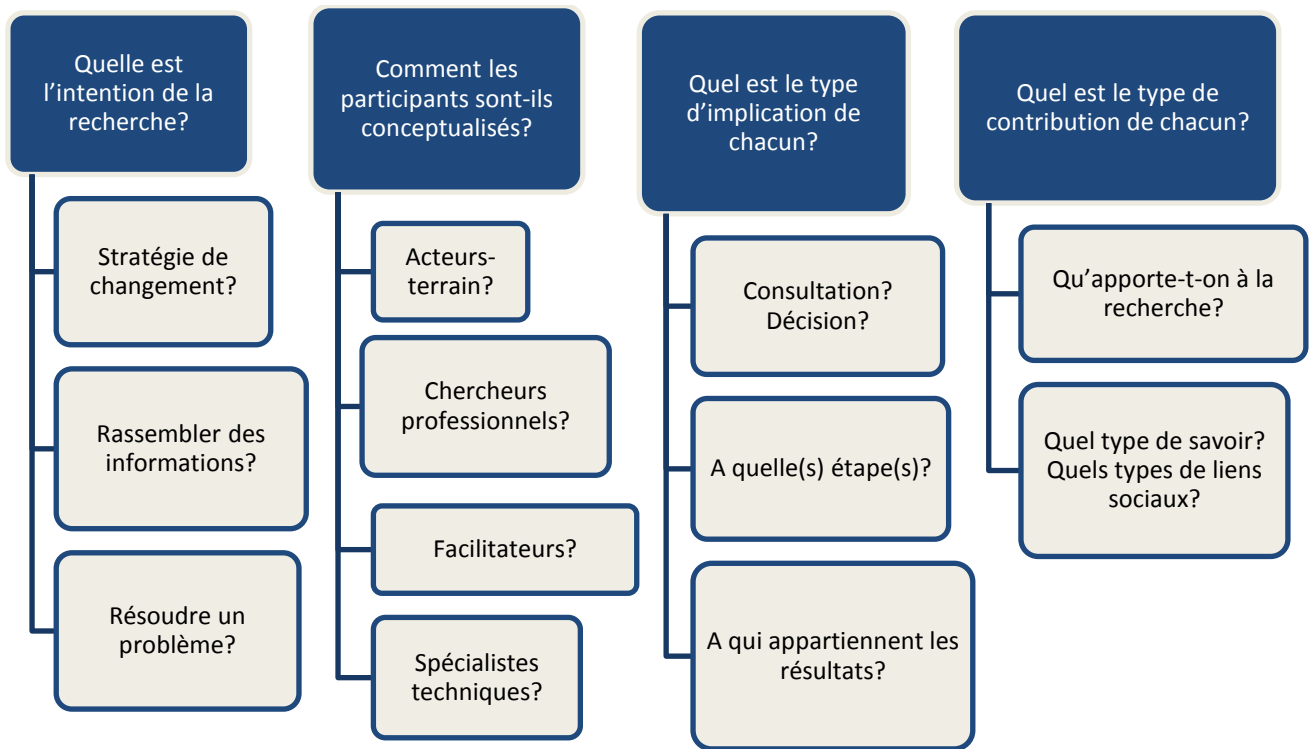 Quelle est
l’intention de la
recherche?
Stratégie de
changement?
Rassembler des
informations?
Résoudre un
problème?
Comment les
participants sont-ils
conceptualisés?
Acteurs-
terrain?
Chercheurs
professionnels?
Facilitateurs?
Spécialistes
techniques?
Quel est le type
d’implication de
chacun?
Consultation?
Décision?
A quelle(s) étape(s)?
A qui appartiennent les
résultats?
Quel est le type de
contribution de chacun?
Qu’apporte-t-on à la
recherche?
Quel type de savoir?
Quels types de liens
sociaux?